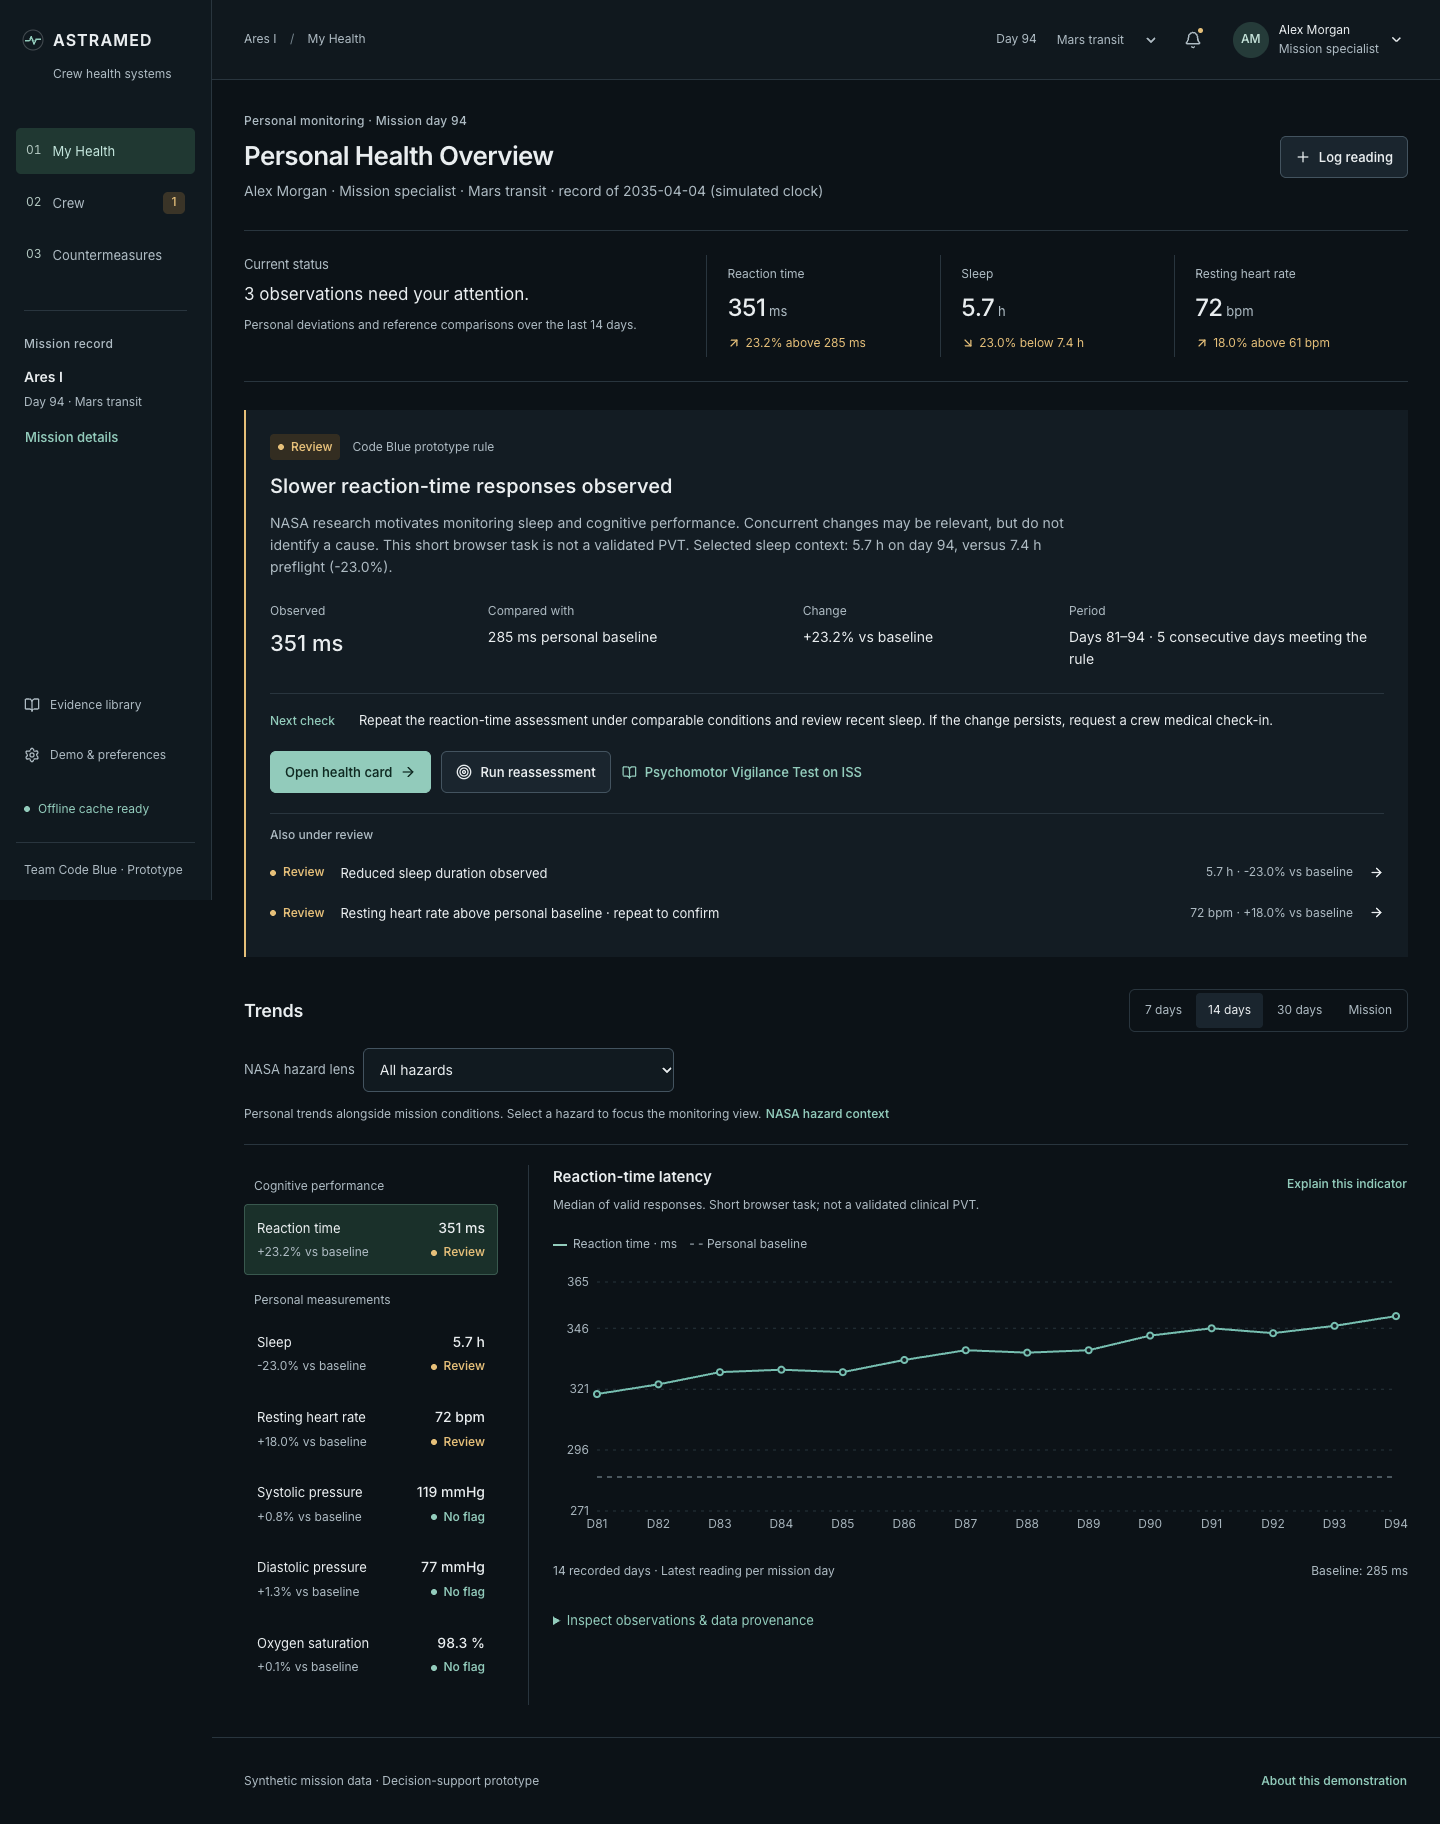 ASTRAMED
Crew health systems
01 My Health
02 Crew 1
03 Countermeasures
Mission record
Ares I
Day 94 · Mars transit
Mission details
Evidence library
Demo & preferences
Offline cache ready
Team Code Blue · Prototype
Ares I / My Health
Day 94 Mars transit
AM
Alex Morgan
Mission specialist
Personal monitoring · Mission day 94
Personal Health Overview
Alex Morgan · Mission specialist · Mars transit · record of 2035-04-04 (simulated clock)
Log reading
Current status
3 observations need your attention.
Personal deviations and reference comparisons over the last 14 days.
Reaction time
351 ms
23.2% above 285 ms
Sleep
5.7 h
23.0% below 7.4 h
Resting heart rate
72 bpm
18.0% above 61 bpm
Review Code Blue prototype rule
Slower reaction-time responses observed
NASA research motivates monitoring sleep and cognitive performance. Concurrent changes may be relevant, but do not
identify a cause. This short browser task is not a validated PVT. Selected sleep context: 5.7 h on day 94, versus 7.4 h
preflight (-23.0%).
Observed
351 ms
Compared with
285 ms personal baseline
Change
+23.2% vs baseline
Period
Days 81–94 · 5 consecutive days meeting the
rule
Next check Repeat the reaction-time assessment under comparable conditions and review recent sleep. If the change persists, request a crew medical check-in.
Open health card
Run reassessment
Psychomotor Vigilance Test on ISS
Also under review
Review Reduced sleep duration observed 5.7 h · -23.0% vs baseline
Review Resting heart rate above personal baseline · repeat to confirm 72 bpm · +18.0% vs baseline
Trends
7 days 14 days 30 days Mission
NASA hazard lens All hazards
Personal trends alongside mission conditions. Select a hazard to focus the monitoring view. NASA hazard context
Cognitive performance
Reaction time 351 ms
+23.2% vs baseline Review
Personal measurements
Sleep 5.7 h
-23.0% vs baseline Review
Resting heart rate 72 bpm
+18.0% vs baseline Review
Systolic pressure 119 mmHg
+0.8% vs baseline No flag
Diastolic pressure 77 mmHg
+1.3% vs baseline No flag
Oxygen saturation 98.3 %
+0.1% vs baseline No flag
Reaction-time latency
Median of valid responses. Short browser task; not a validated clinical PVT.
Explain this indicator
Reaction time · ms - - Personal baseline
365
346
321
296
271
D81 D82 D83 D84 D85 D86 D87 D88 D89 D90 D91 D92 D93 D94
14 recorded days · Latest reading per mission day
Baseline: 285 ms
Inspect observations & data provenance
Synthetic mission data · Decision-support prototype
About this demonstration